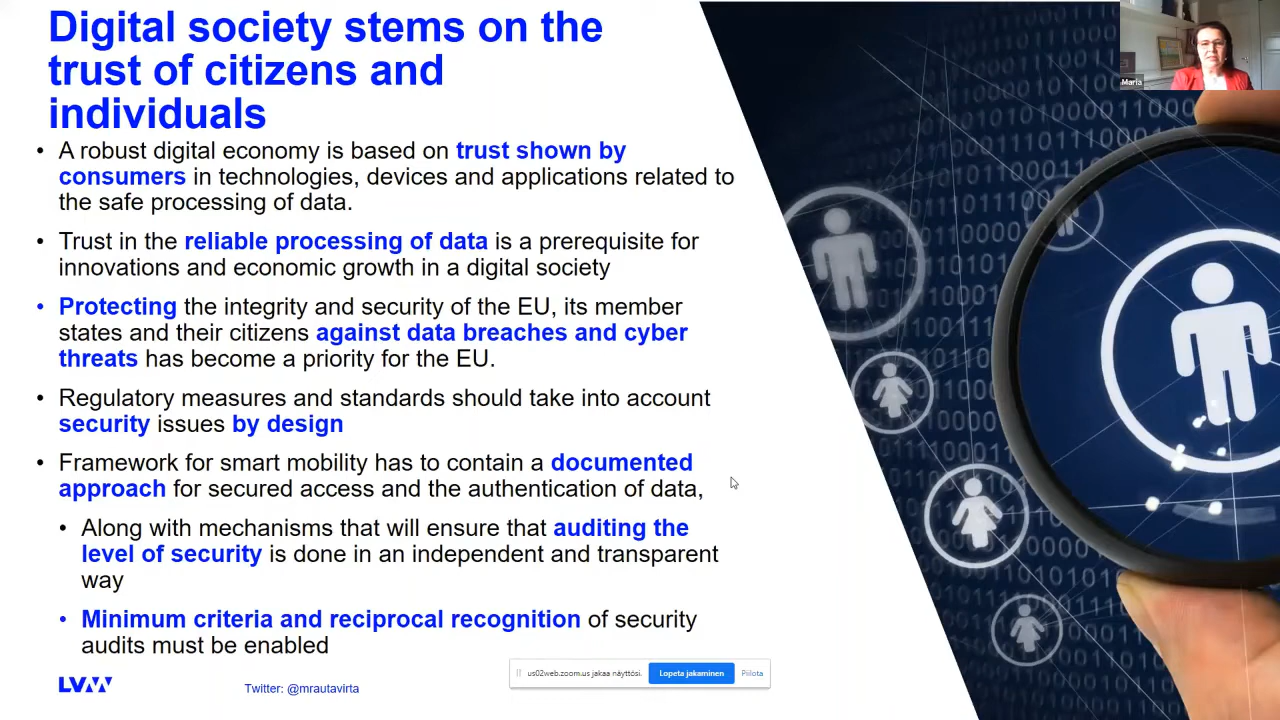 Digital society stems on the
trust of citizens and
individuals
• A robust digital economy is based on trust shown by
consumers in technologies, devices and applications related to
the safe processing of data.
• Trust in the reliable processing of data is a prerequisite for
innovations and economic growth in a digital society
• Protecting the integrity and security of the EU, its member
states and their citizens against data breaches and cyber
threats has become a priority for the EU.
• Regulatory measures and standards should take into account
security issues by design
• Framework for smart mobility has to contain a documented
approach for secured access and the authentication of data,
• Along with mechanisms that will ensure that auditing the
level of security is done in an independent and transparent
way
• Minimum criteria and reciprocal recognition of security
audits must be enabled
LVM
Twitter: @mrautavirta
us02web.zoom.us jakaa näyttösi.
Lopeta jakaminen
Piilota
Maria